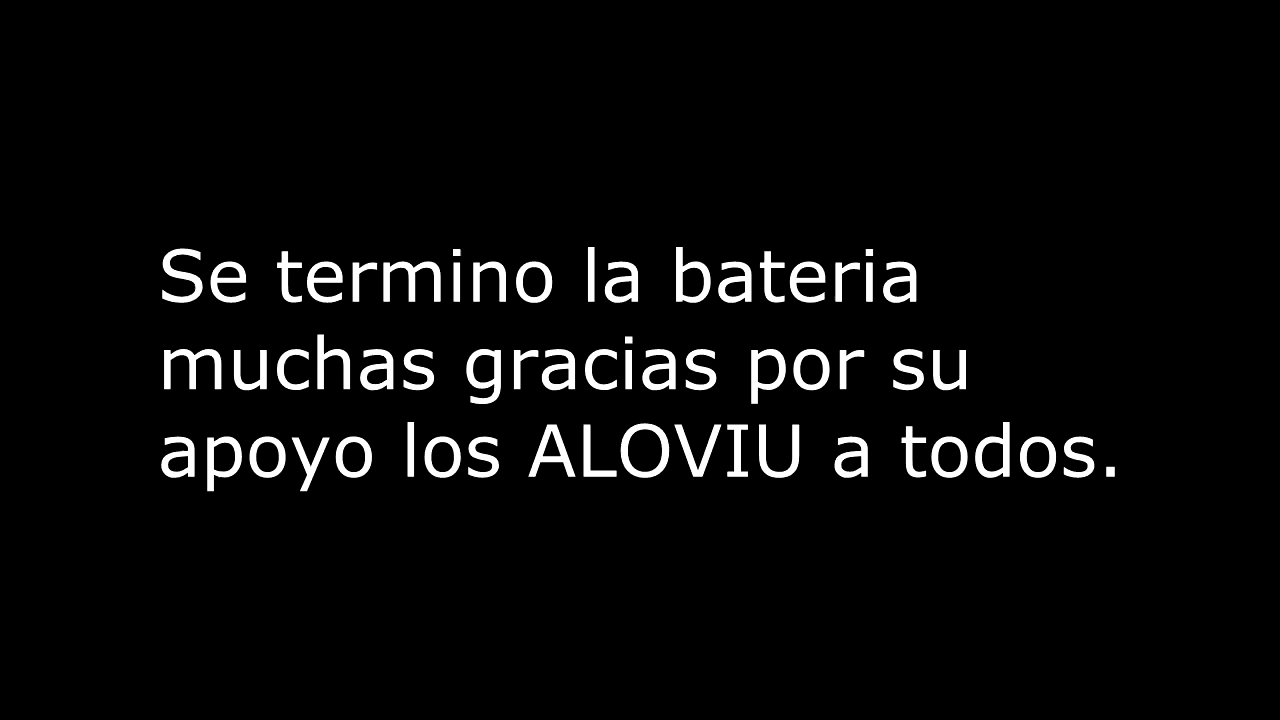 Se termino la bateria
muchas gracias por su
apoyo los ALOVIU a todos.